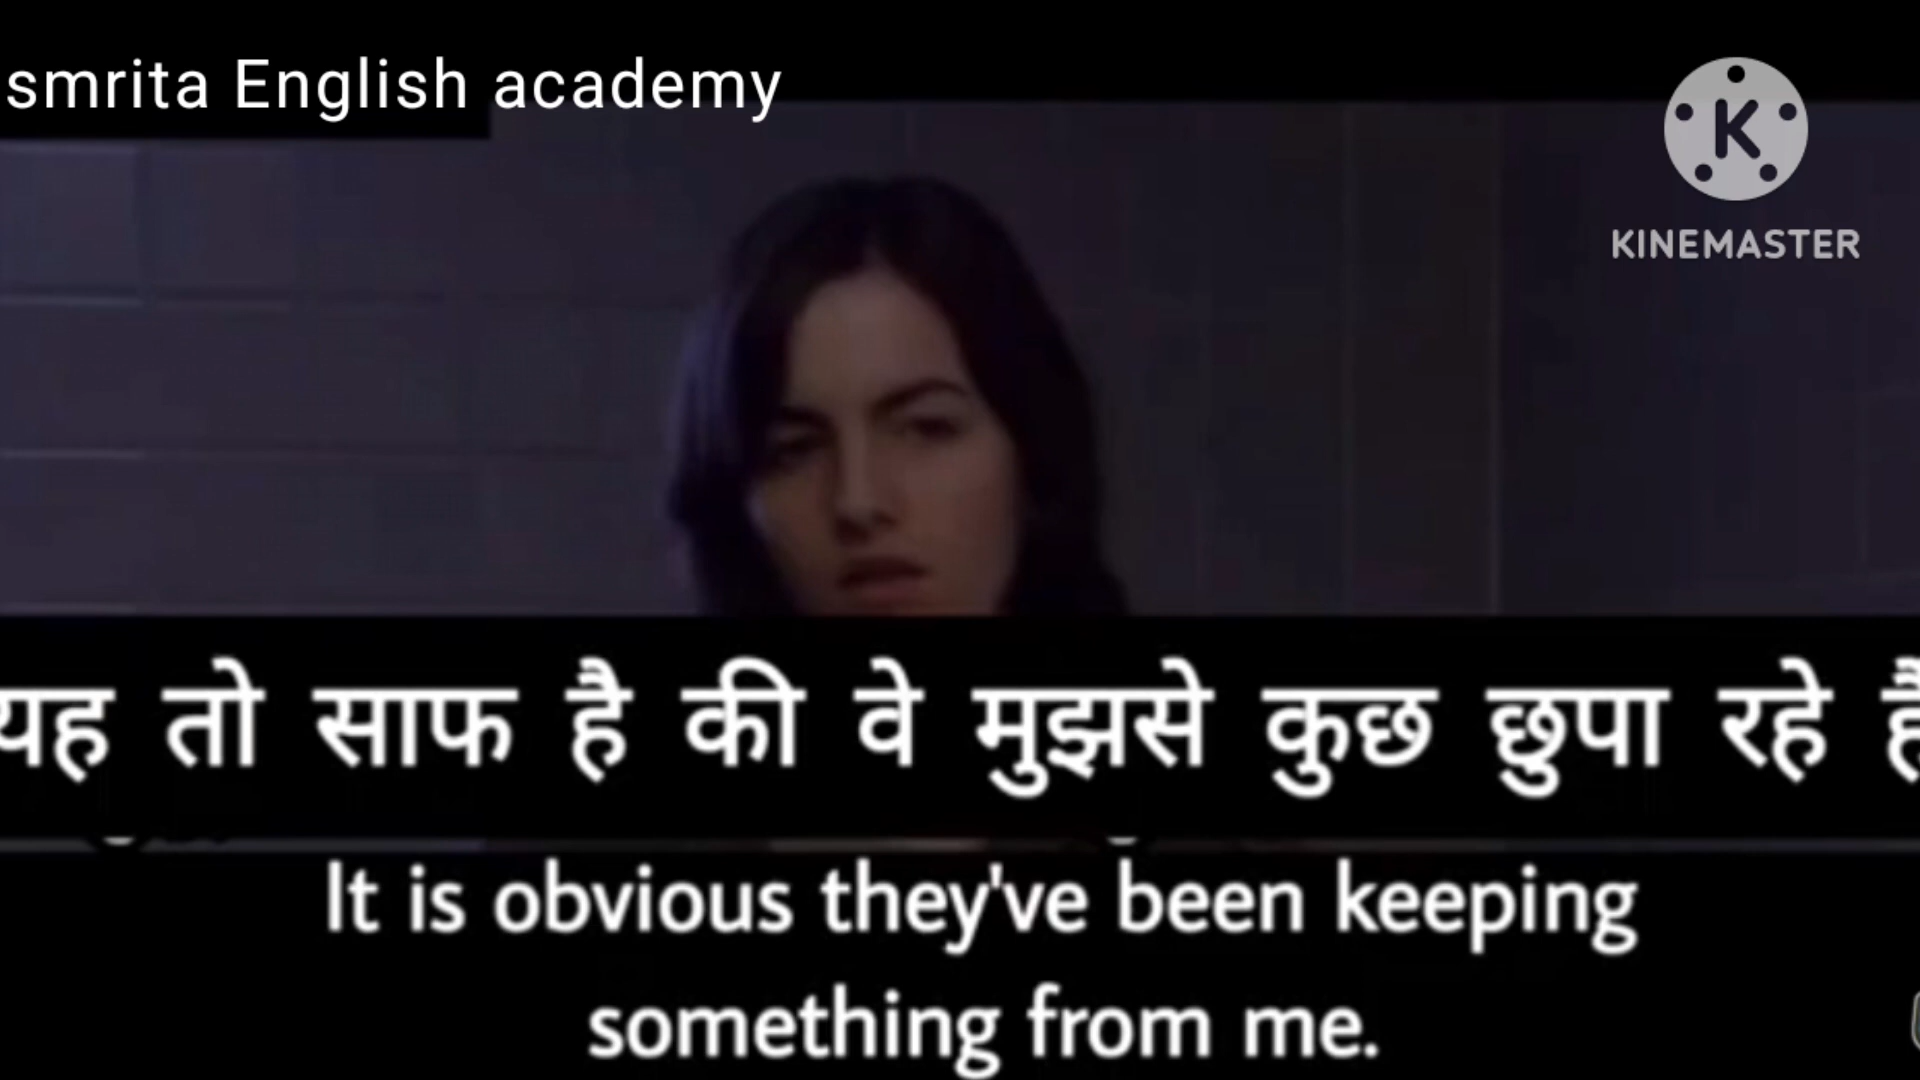 smrita English academy
K
KINEMASTER
यह तो साफ है की वे मुझसे कुछ छुपा रहे हैं
It is obvious they've been keeping
something from me.